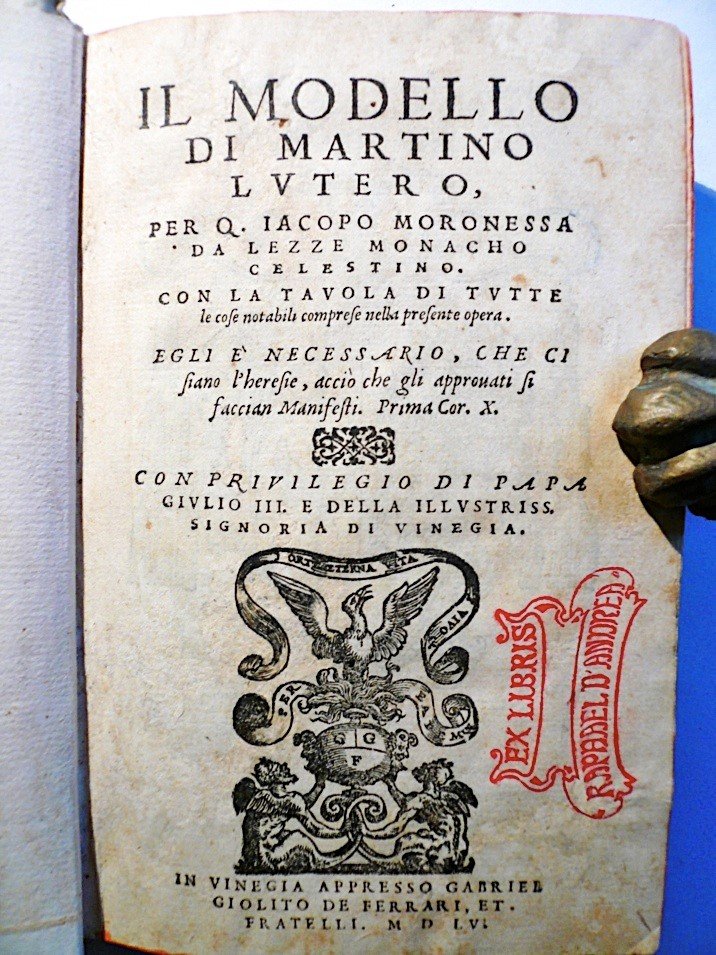 IL MODELLO
DI MARTINO
LVTERO,
PER Q. IACOPO MORONESSA
DA LEZZE MONACHO
CELESTINO.
CON LA TAVOLA DI TVTTE
le coſe notabili compreſe nella preſente opera.
EGLI È NECESSARIO, CHE CI
ſiano l'hereſie, acciò che gli approuati ſi
faccian Manifeſti. Prima Cor. X.
CON PRIVILEGIO DI PAPA
GIVLIO III. E DELLA ILLVSTRISS.
SIGNORIA DI VINEGIA.
ETERNA
PER
G G
F
EX LIBRIS
RAPHAEL D'ANDREA
IN VINEGIA APPRESSO GABRIEL
GIOLITO DE FERRARI, ET.
FRATELLI. M D LVI